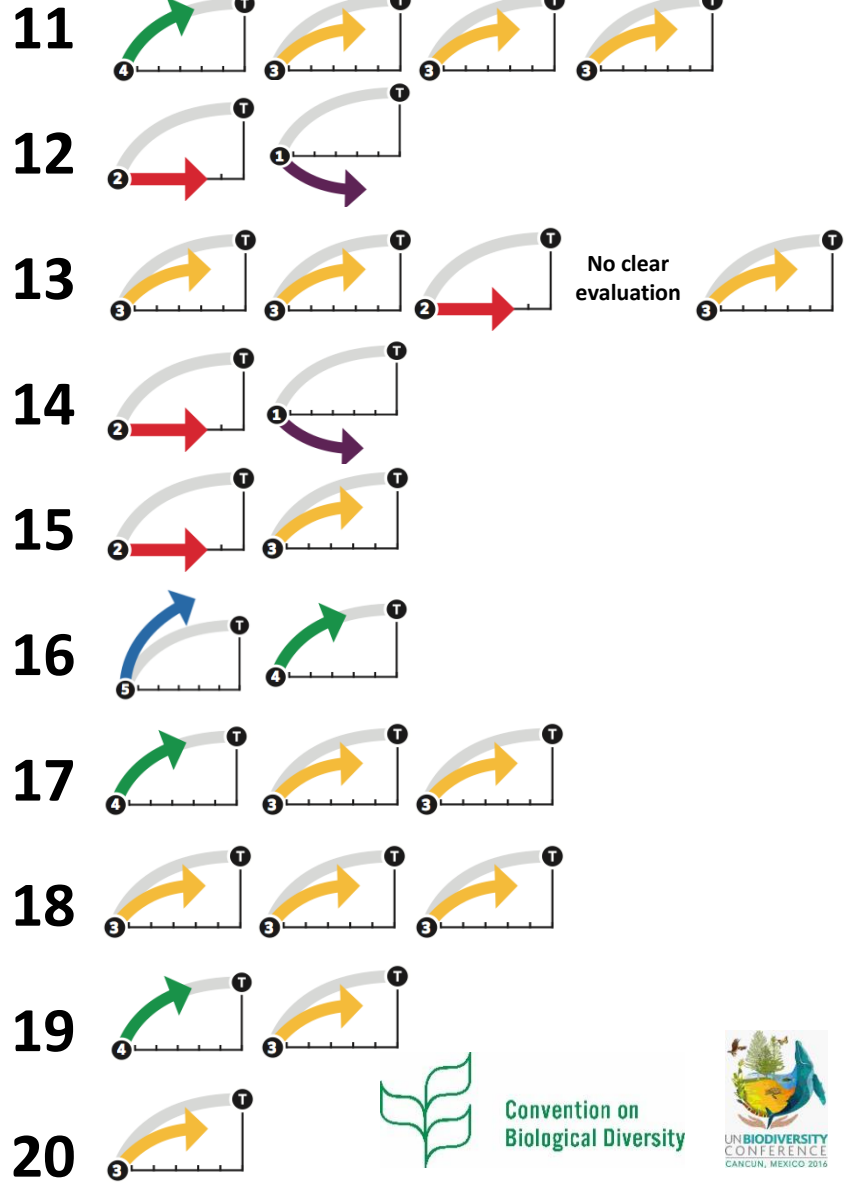 11 4 T 3 T 3 T 3 T
12 2 T 1 T
13 3 T 3 T 2 T No clear 3 T
evaluation
14 2 T 1 T
15 2 T 3 T
16 5 T 4 T
17 4 T 3 T 3 T
18 3 T 3 T 3 T
19 4 T 3 T
20 3 T
Convention on
Biological Diversity
UN BIODIVERSITY
CONFERENCE
CANCUN, MEXICO 2016